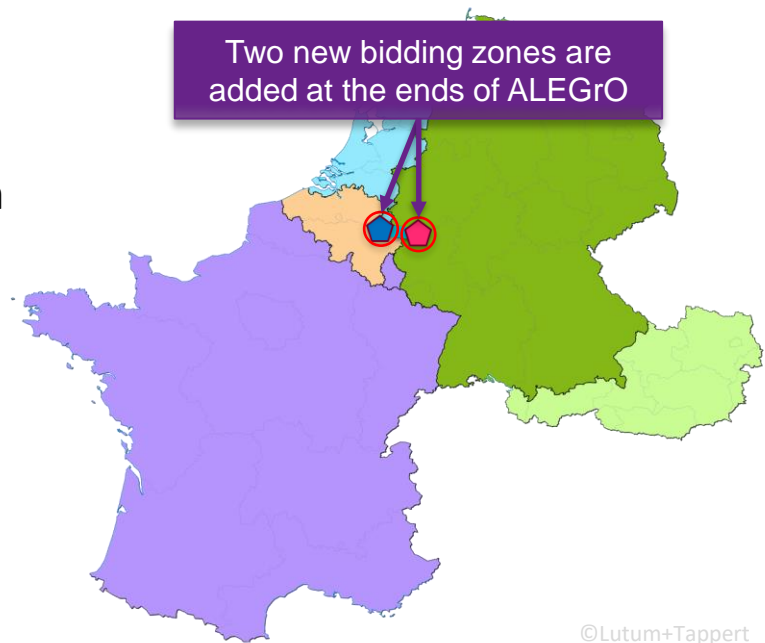 Two new bidding zones are
added at the ends of ALEGrO
©Lutum+Tappert